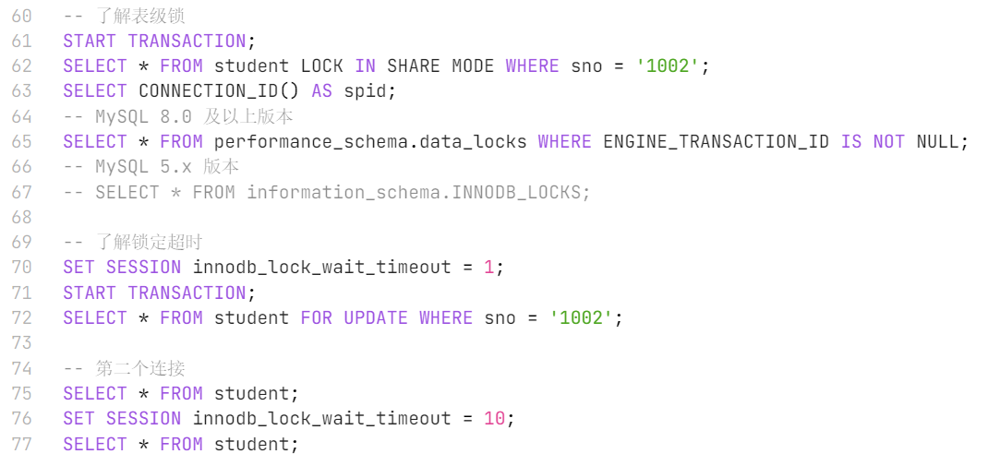 60 -- 了解表级锁
61 START TRANSACTION;
62 SELECT * FROM student LOCK IN SHARE MODE WHERE sno = '1002';
63 SELECT CONNECTION_ID() AS spid;
64 -- MySQL 8.0 及以上版本
65 SELECT * FROM performance_schema.data_locks WHERE ENGINE_TRANSACTION_ID IS NOT NULL;
66 -- MySQL 5.x 版本
67 -- SELECT * FROM information_schema.INNODB_LOCKS;
68
69 -- 了解锁定超时
70 SET SESSION innodb_lock_wait_timeout = 1;
71 START TRANSACTION;
72 SELECT * FROM student FOR UPDATE WHERE sno = '1002';
73
74 -- 第二个连接
75 SELECT * FROM student;
76 SET SESSION innodb_lock_wait_timeout = 10;
77 SELECT * FROM student;